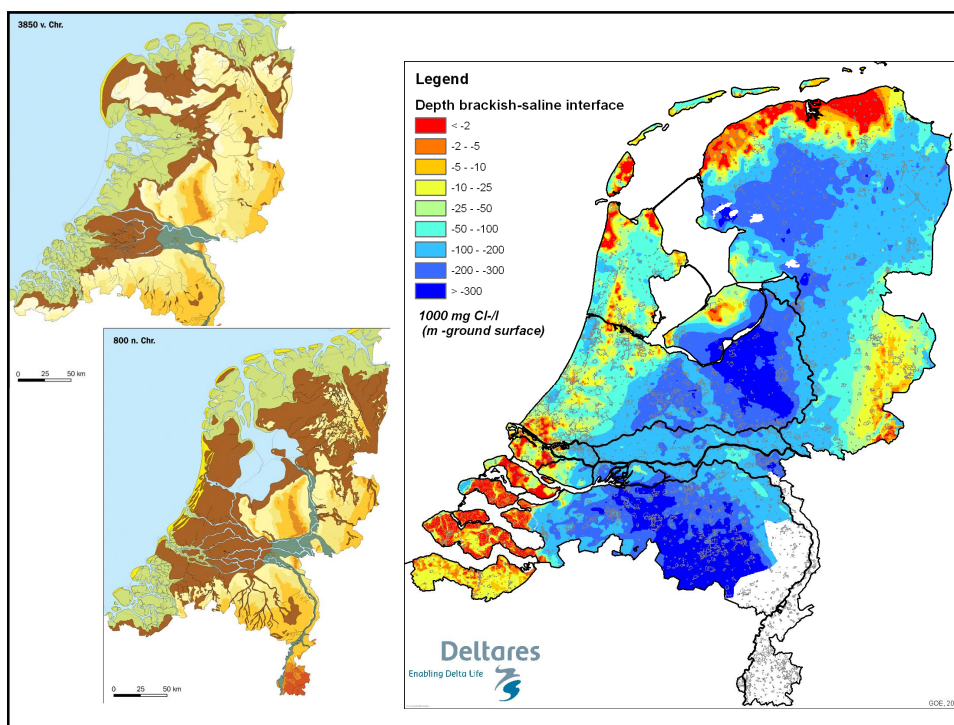 3850 v. Chr.
0 25 50 km
800 n. Chr.
0 25 50 km
Legend
Depth brackish-saline interface
< -2
-2 - -5
-5 - -10
-10 - -25
-25 - -50
-50 - -100
-100 - -200
-200 - -300
> -300
1000 mg Cl-/l
(m -ground surface)
Deltares
Enabling Delta Life
GOE, 20